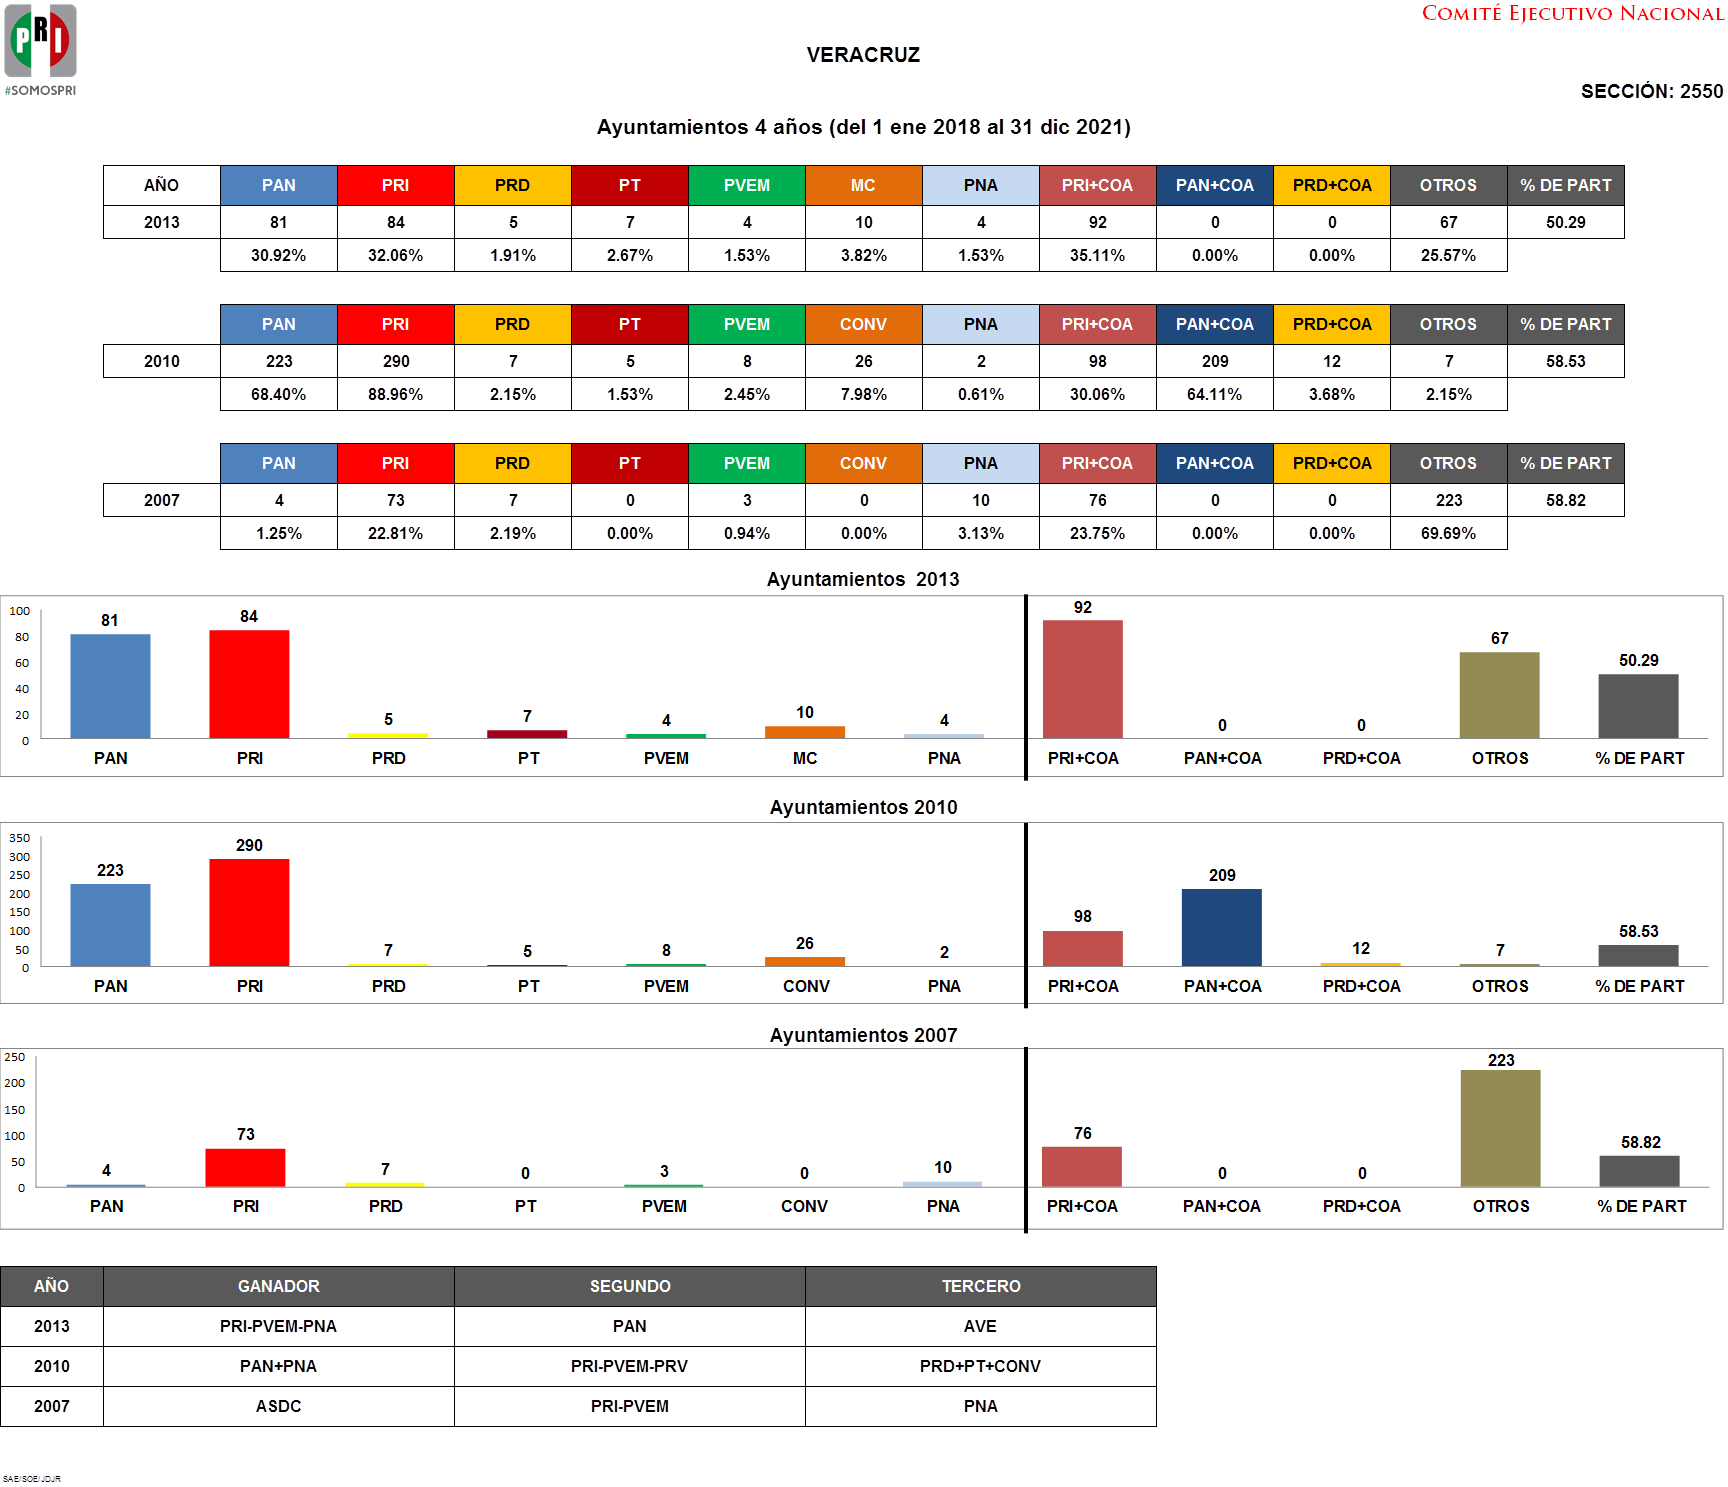 PRI
#SOMOSPRI
COMITÉ EJECUTIVO NACIONAL
VERACRUZ
SECCIÓN: 2550
Ayuntamientos 4 años (del 1 ene 2018 al 31 dic 2021)
AÑO PAN PRI PRD PT PVEM MC PNA PRI+COA PAN+COA PRD+COA OTROS % DE PART
2013 81 84 5 7 4 10 4 92 0 0 67 50.29
30.92% 32.06% 1.91% 2.67% 1.53% 3.82% 1.53% 35.11% 0.00% 0.00% 25.57%
PAN PRI PRD PT PVEM CONV PNA PRI+COA PAN+COA PRD+COA OTROS % DE PART
2010 223 290 7 5 8 26 2 98 209 12 7 58.53
68.40% 88.96% 2.15% 1.53% 2.45% 7.98% 0.61% 30.06% 64.11% 3.68% 2.15%
PAN PRI PRD PT PVEM CONV PNA PRI+COA PAN+COA PRD+COA OTROS % DE PART
2007 4 73 7 0 3 0 10 76 0 0 223 58.82
1.25% 22.81% 2.19% 0.00% 0.94% 0.00% 3.13% 23.75% 0.00% 0.00% 69.69%
Ayuntamientos 2013
100
80
60
40
20
0
81 84 5 7 4 10 4 92 0 0 67 50.29
PAN PRI PRD PT PVEM MC PNA PRI+COA PAN+COA PRD+COA OTROS % DE PART
Ayuntamientos 2010
350
300
250
200
150
100
50
0
223 290 7 5 8 26 2 98 209 12 7 58.53
PAN PRI PRD PT PVEM CONV PNA PRI+COA PAN+COA PRD+COA OTROS % DE PART
Ayuntamientos 2007
250
200
150
100
50
0
4 73 7 0 3 0 10 76 0 0 223 58.82
PAN PRI PRD PT PVEM CONV PNA PRI+COA PAN+COA PRD+COA OTROS % DE PART
AÑO GANADOR SEGUNDO TERCERO
2013 PRI-PVEM-PNA PAN AVE
2010 PAN+PNA PRI-PVEM-PRV PRD+PT+CONV
2007 ASDC PRI-PVEM PNA
SAE/SOE/JDJR